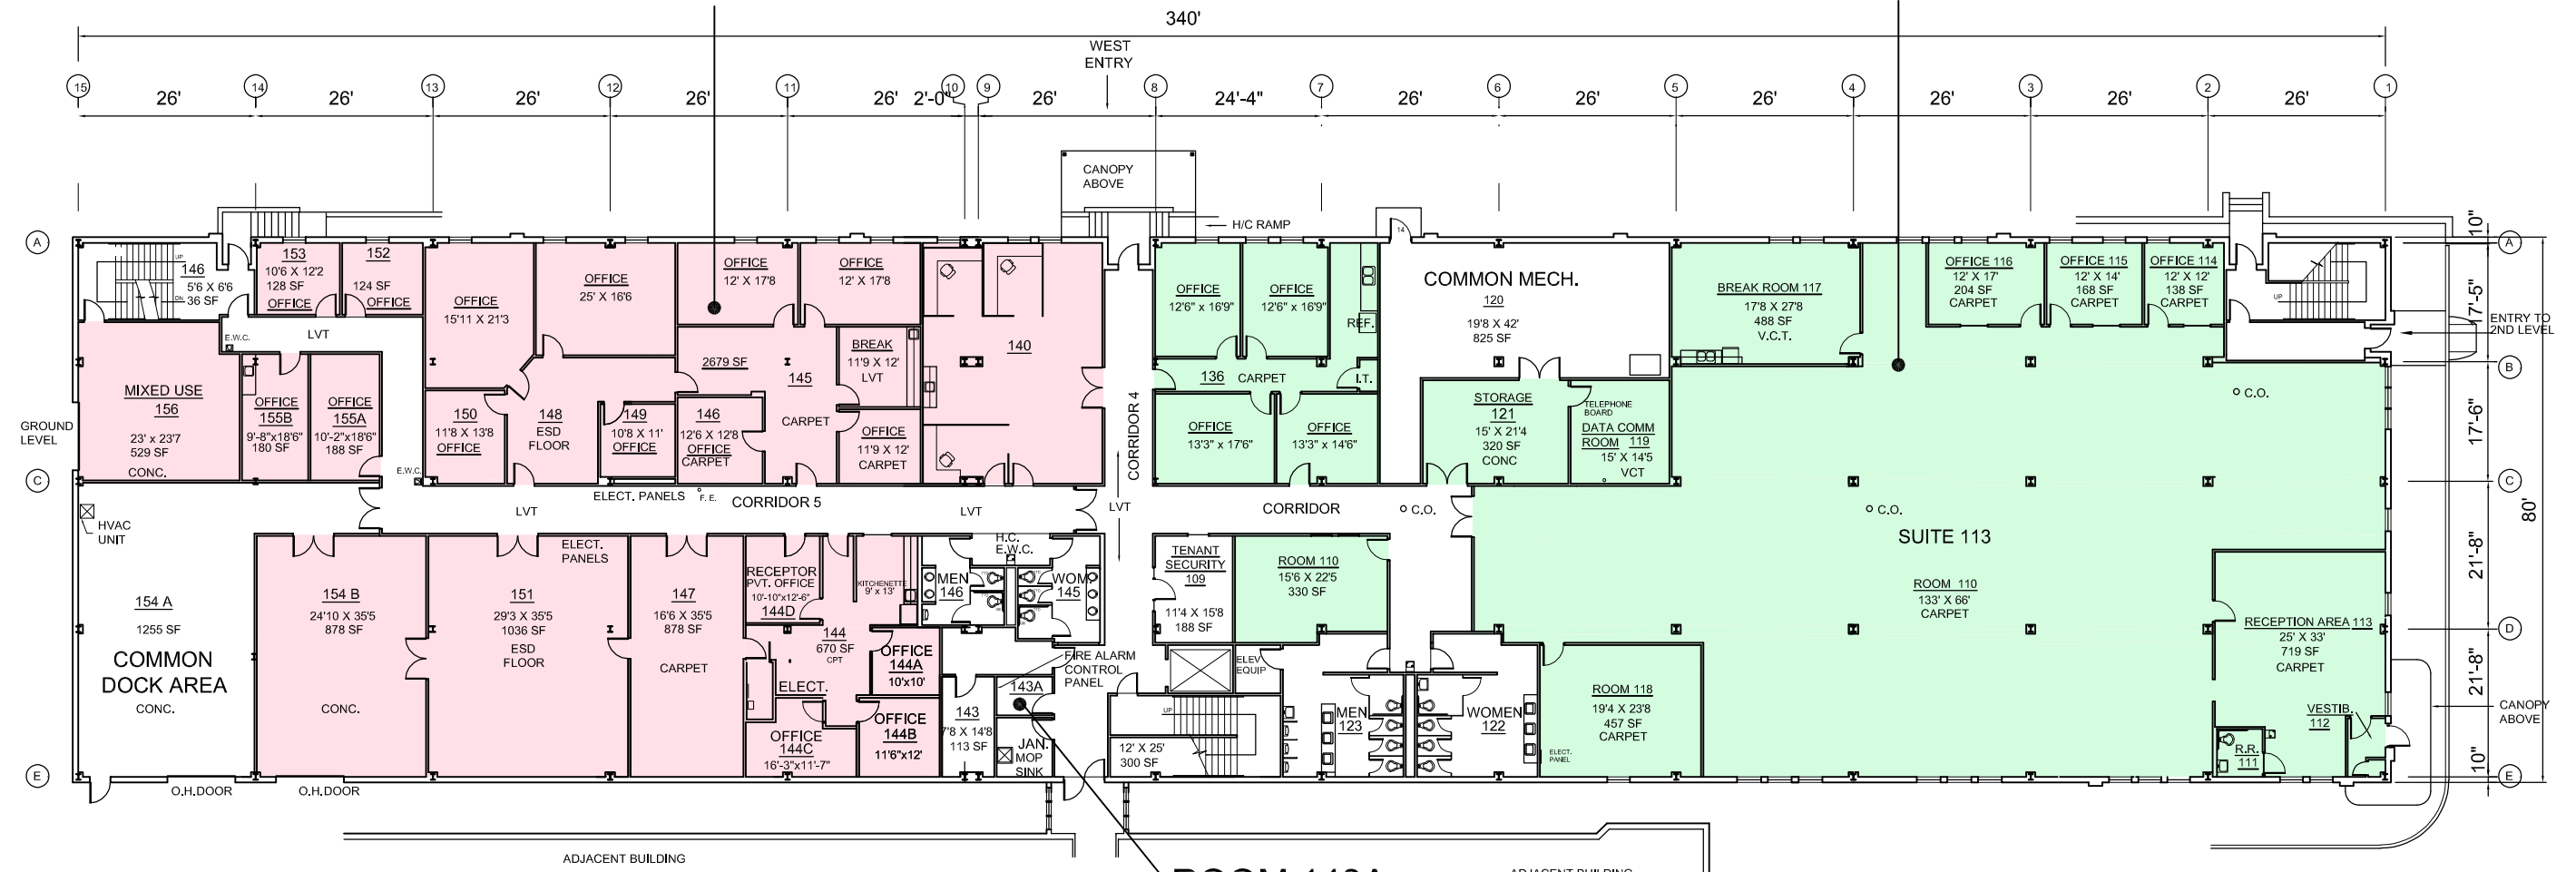 340'
WEST
ENTRY
15
26'
14
26'
13
26'
12
26'
11
26'
10
2'-0"
9
26'
8
24'-4"
7
26'
6
26'
5
26'
4
26'
3
26'
2
26'
1
CANOPY
ABOVE
H/C RAMP
A
UP
DN
146
5'6 X 6'6
36 SF
153
10'6 X 12'2
128 SF
OFFICE
152
124 SF
OFFICE
OFFICE
15'11 X 21'3
OFFICE
25' X 16'6
OFFICE
12' X 17'8
OFFICE
12' X 17'8
140
OFFICE
12'6" x 16'9"
OFFICE
12'6" x 16'9"
REF.
I.T.
14
COMMON MECH.
120
19'8 X 42'
825 SF
BREAK ROOM 117
17'8 X 27'8
488 SF
V.C.T.
OFFICE 116
12' X 17'
204 SF
CARPET
OFFICE 115
12' X 14'
168 SF
CARPET
OFFICE 114
12' X 12'
138 SF
CARPET
UP
A
10"
17'-5"
ENTRY TO
2ND LEVEL
B
E.W.C.
LVT
MIXED USE
156
23' x 23'7
529 SF
CONC.
OFFICE
155B
9'-8"x18'6"
180 SF
OFFICE
155A
10'-2"x18'6"
188 SF
E.W.C.
150
11'8 X 13'8
OFFICE
148
ESD
FLOOR
149
10'8 X 11'
OFFICE
2679 SF
146
12'6 X 12'8
OFFICE
CARPET
145
CARPET
BREAK
11'9 X 12'
LVT
OFFICE
11'9 X 12'
CARPET
CORRIDOR 4
136
CARPET
OFFICE
13'3" x 17'6"
OFFICE
13'3" x 14'6"
STORAGE
121
15' X 21'4
320 SF
CONC
TELEPHONE
BOARD
DATA COMM
ROOM 119
15' X 14'5
VCT
C.O.
17'-6"
80'
GROUND
LEVEL
C
ELECT. PANELS
F. E.
CORRIDOR 5
LVT
LVT
LVT
CORRIDOR
C.O.
C.O.
SUITE 113
C
HVAC
UNIT
154 A
1255 SF
COMMON
DOCK AREA
CONC.
154 B
24'10 X 35'5
878 SF
CONC.
ELECT.
PANELS
151
29'3 X 35'5
1036 SF
ESD
FLOOR
147
16'6 X 35'5
878 SF
CARPET
RECEPTOR
PVT. OFFICE
10'-10"x12'-6"
144D
KITCHENETTE
9' x 13'
144
670 SF
CPT
ELECT.
OFFICE
144A
10'x10'
OFFICE
144B
11'6"x12'
OFFICE
144C
16'-3"x11'-7"
H.C.
E.W.C.
MEN
146
WOM.
145
FIRE ALARM
CONTROL
PANEL
143
7'8 X 14'8
113 SF
143A
JAN.
MOP
SINK
TENANT
SECURITY
109
11'4 X 15'8
188 SF
ROOM 110
15'6 X 22'5
330 SF
ELEV
EQUIP
UP
12' X 25'
300 SF
MEN
123
WOMEN
122
ELECT.
PANEL
ROOM 118
19'4 X 23'8
457 SF
CARPET
ROOM 110
133' X 66'
CARPET
RECEPTION AREA 113
25' X 33'
719 SF
CARPET
VESTIB.
112
R.R.
111
21'-8"
D
D
21'-8"
CANOPY
ABOVE
10"
E
E
O.H.DOOR
O.H.DOOR
ADJACENT BUILDING